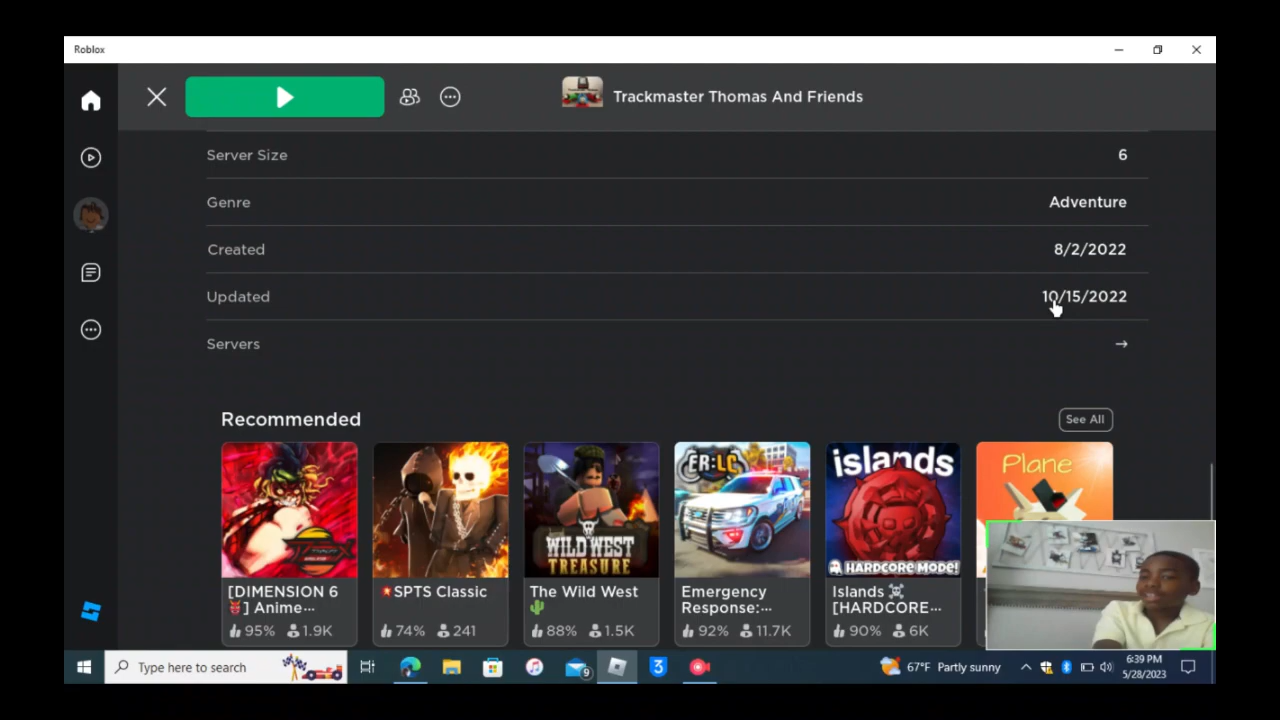 Roblox
Trackmaster Thomas And Friends
Server Size 6
Genre Adventure
Created 8/2/2022
Updated 10/15/2022
Servers →
Recommended See All
ER:LC
islands
Plane
WILD WEST
TREASURE
HARDCORE MODE!
[DIMENSION 6
👹] Anime...
💥SPTS Classic
The Wild West
🌵
Emergency
Response:...
Islands ☠️
[HARDCORE...
95% 1.9K
74% 241
88% 1.5K
92% 11.7K
90% 6K
Type here to search
9
3
67°F Partly sunny
6:39 PM
5/28/2023